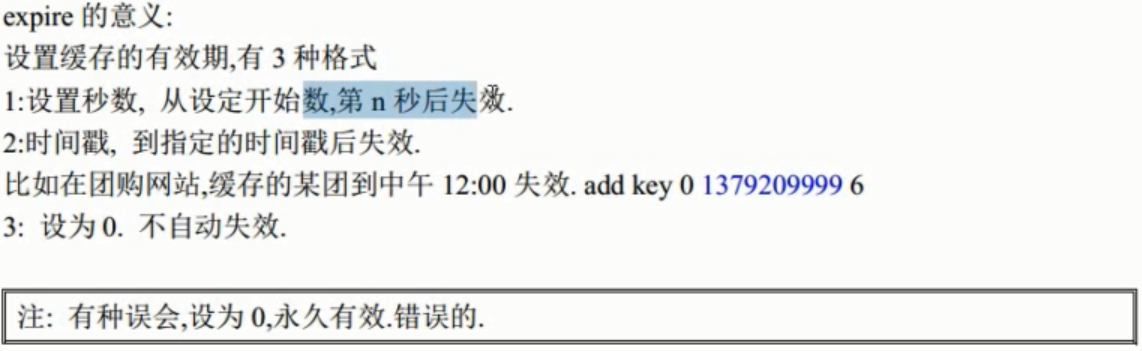 expire 的意义:
设置缓存的有效期,有 3 种格式
1:设置秒数, 从设定开始数,第 n 秒后失效.
2:时间戳, 到指定的时间戳后失效.
比如在团购网站,缓存的某团到中午 12:00 失效. add key 0 1379209999 6
3: 设为 0. 不自动失效.
注: 有种误会,设为 0,永久有效.错误的.